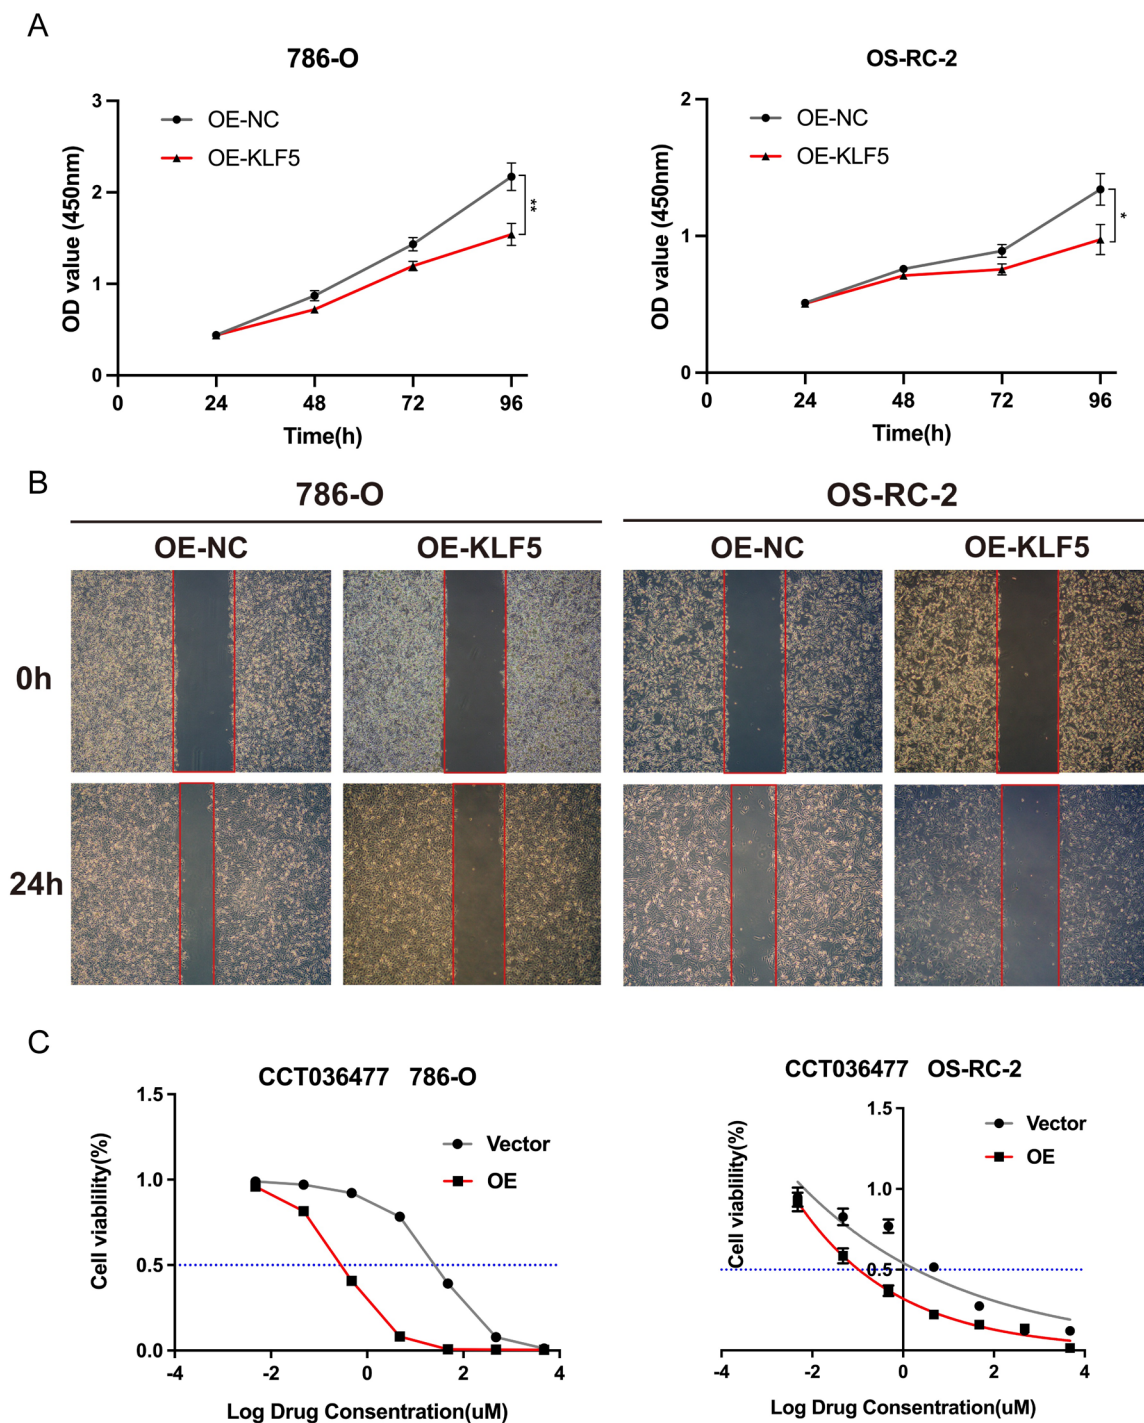 A
786-O
OS-RC-2
3
2
1
0
OD value (450nm)
OE-NC
OE-KLF5
**
0
24
48
72
96
Time(h)
2
1
0
OD value (450nm)
OE-NC
OE-KLF5
*
0
24
48
72
96
Time(h)
B
786-O
OS-RC-2
OE-NC
OE-KLF5
OE-NC
OE-KLF5
0h
24h
C
CCT036477 786-O
1.5
1.0
0.5
0.0
Cell viablility(%)
Vector
OE
-4
-2
0
2
4
Log Drug Consentration(uM)
CCT036477 OS-RC-2
1.5
1.0
0.5
Cell viablility(%)
Vector
OE
-4
-2
0
2
4
Log Drug Consentration(uM)